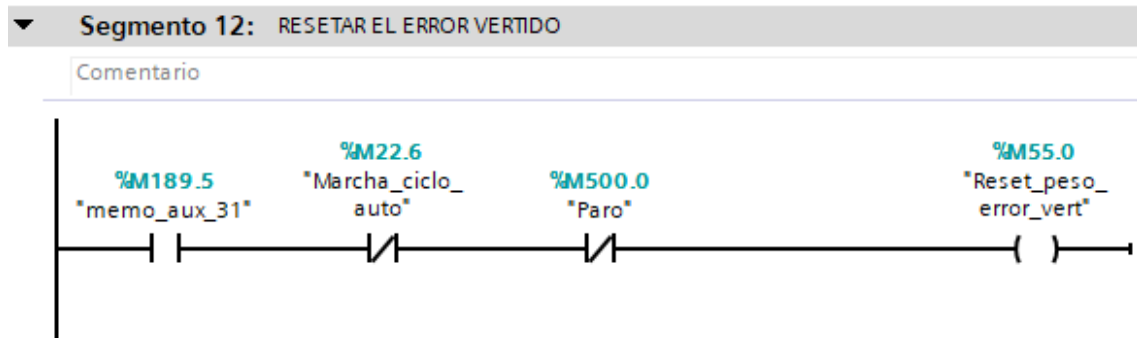 Segmento 12: RESETAR EL ERROR VERTIDO
Comentario
%M189.5
"memo_aux_31"
%M22.6
"Marcha_ciclo_
auto"
%M500.0
"Paro"
%M55.0
"Reset_peso_
error_vert"